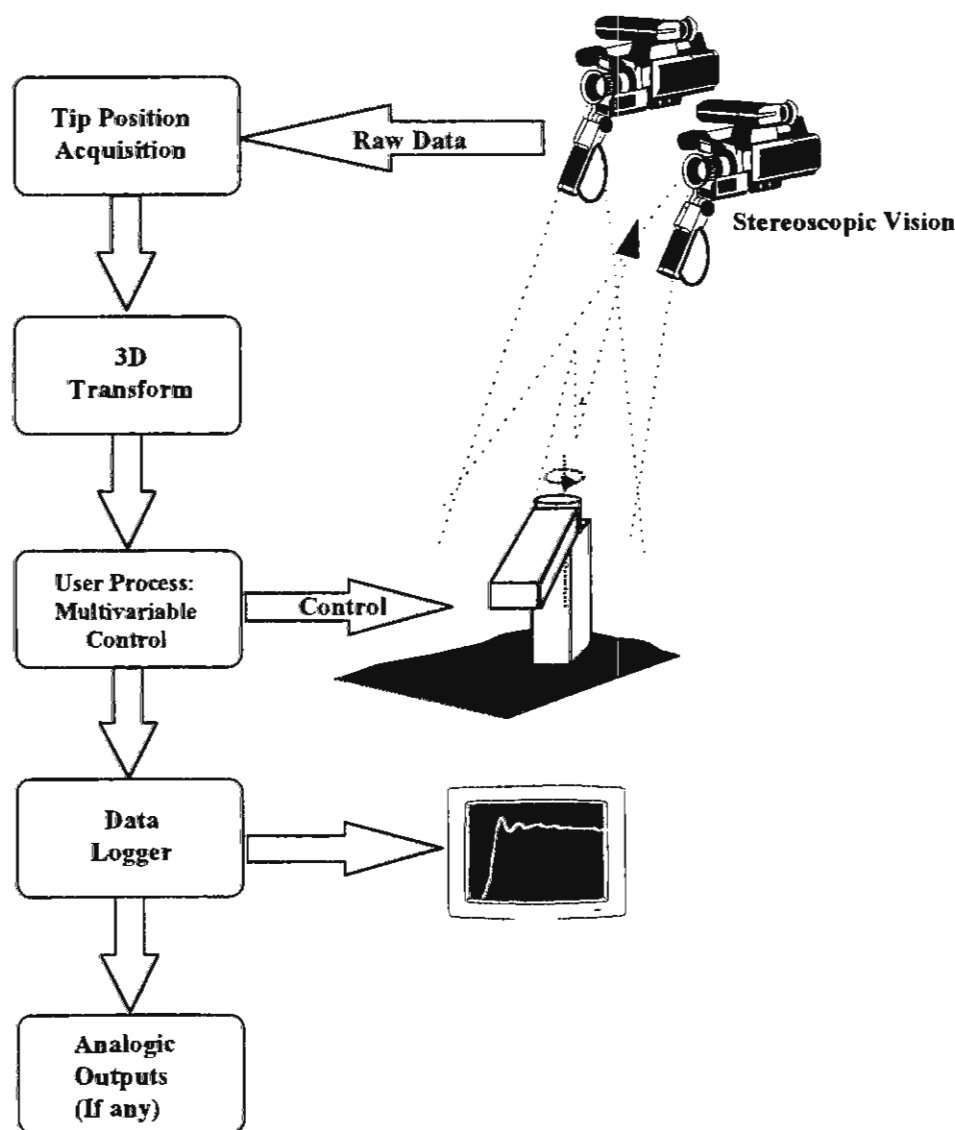 Tip Position
Acquisition
Raw Data
Stereoscopic Vision
3D
Transform
User Process:
Multivariable
Control
Control
Data
Logger
Analogic
Outputs
(If any)